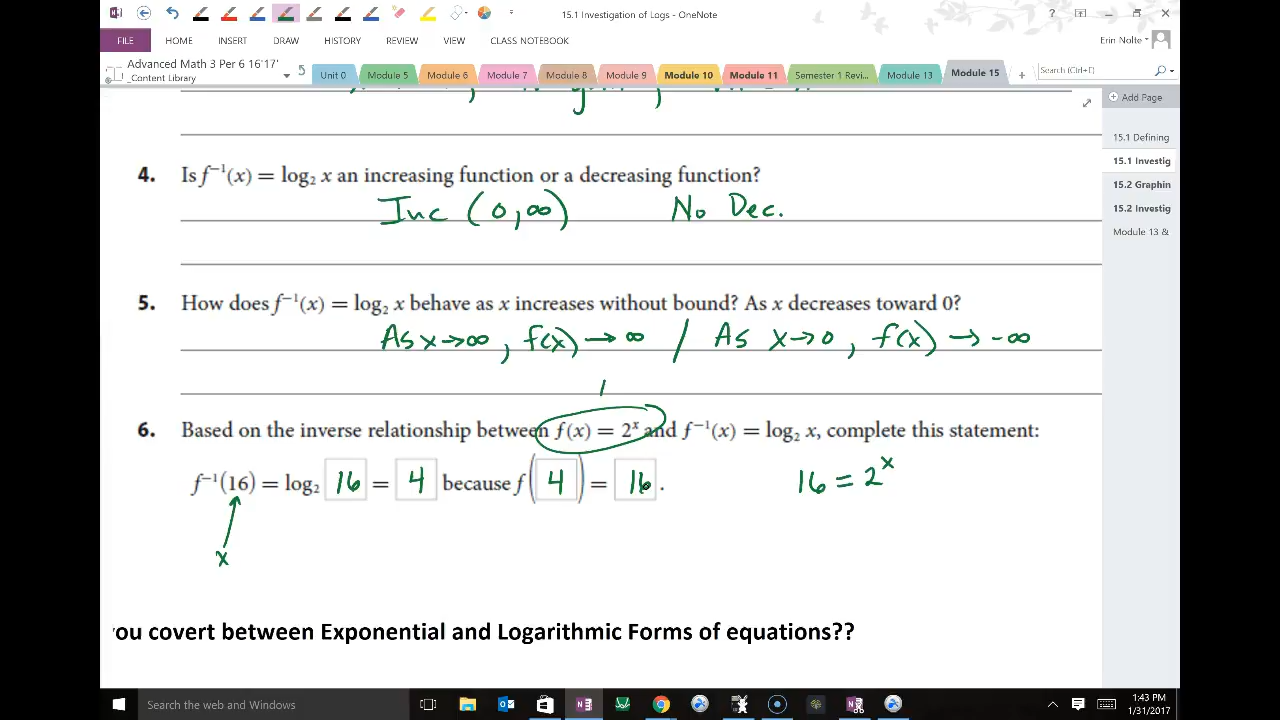 15.1 Investigation of Logs - OneNote
?
FILE HOME INSERT DRAW HISTORY REVIEW VIEW CLASS NOTEBOOK
Erin Nolte
Advanced Math 3 Per 6 16'17'
_Content Library
Unit 0 Module 5 Module 6 Module 7 Module 8 Module 9 Module 10 Module 11 Semester 1 Revi... Module 13 Module 15 +
Search (Ctrl+E)
Add Page
15.1 Defining
15.1 Investig
15.2 Graphin
15.2 Investig
Module 13 &
4. Is f⁻¹(x) = log₂ x an increasing function or a decreasing function?
Inc (0,∞) No Dec.
5. How does f⁻¹(x) = log₂ x behave as x increases without bound? As x decreases toward 0?
As x→∞, f(x)→∞ / As x→0, f(x)→-∞
6. Based on the inverse relationship between f(x) = 2ˣ and f⁻¹(x) = log₂ x, complete this statement:
f⁻¹(16) = log₂ 16 = 4 because f(4) = 16.
16 = 2ˣ
x
you covert between Exponential and Logarithmic Forms of equations??
Search the web and Windows
1:43 PM
1/31/2017